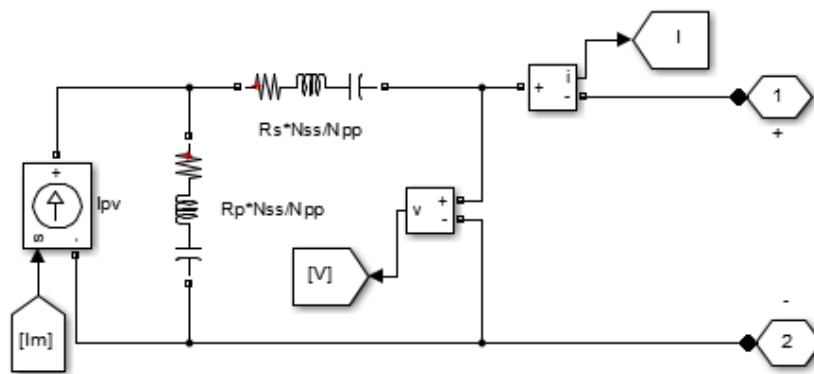 I
i
+
-
1
+
Rs*Nss/Npp
+
Ipv
s
-
Rp*Nss/Npp
+
v
-
[V]
[Im]
-
2